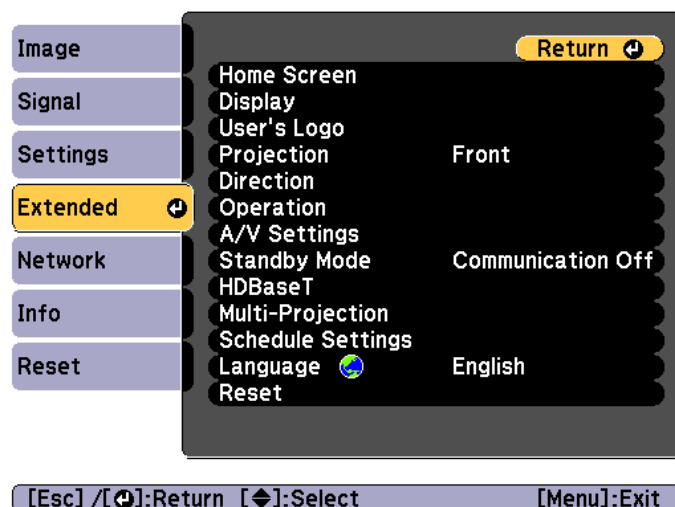 Image
Signal
Settings
Extended
Network
Info
Reset
Return
Home Screen
Display
User's Logo
Projection Front
Direction
Operation
A/V Settings
Standby Mode Communication Off
HDBaseT
Multi-Projection
Schedule Settings
Language English
Reset
[Esc] /[ ]:Return [ ]:Select [Menu]:Exit